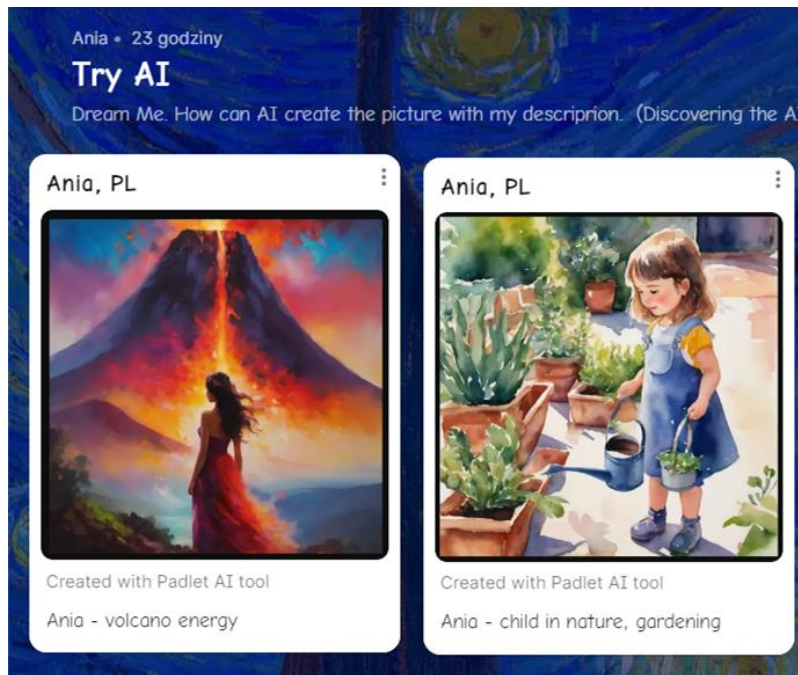 Ania • 23 godziny
Try AI
Dream Me. How can AI create the picture with my descriprion. (Discovering the AI
Ania, PL
Created with Padlet AI tool
Ania - volcano energy
Ania, PL
Created with Padlet AI tool
Ania - child in nature, gardening